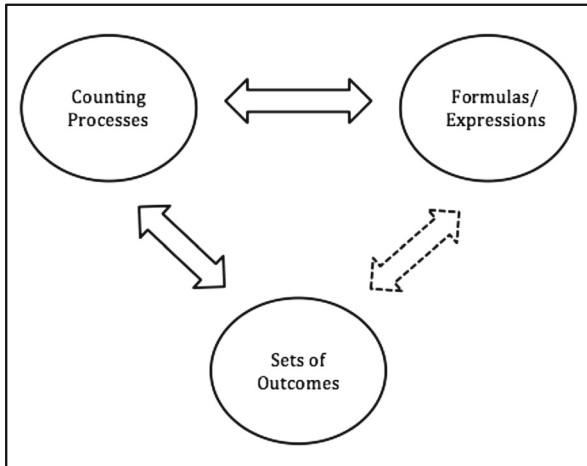 Counting
Processes
Formulas/
Expressions
Sets of
Outcomes